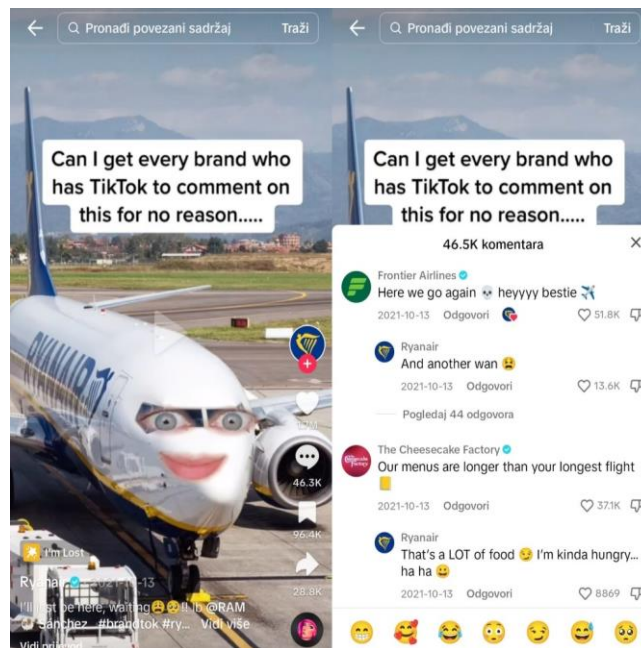 Pronađi povezani sadržaj Traži
Can I get every brand who
has TikTok to comment on
this for no reason.....
RYANAIR
46.3K
96.4K
28.8K
I'm Lost
2021-10-13
I'll just be here, waiting😩😩!! Ib @RAM
Sanchez #brandtok #ry... Vidi više
Pronađi povezani sadržaj Traži
Can I get every brand who
has TikTok to comment on
this for no reason.....
46.5K komentara
Frontier Airlines
Here we go again 💀 heyyyy bestie ✈️
2021-10-13 Odgovori 51.8K
Ryanair
And another wan 😫
2021-10-13 Odgovori 13.6K
Pogledaj 44 odgovora
The Cheesecake Factory
Our menus are longer than your longest flight
📒
2021-10-13 Odgovori 37.1K
Ryanair
That's a LOT of food 😏 I'm kinda hungry...
ha ha 😀
2021-10-13 Odgovori 8869